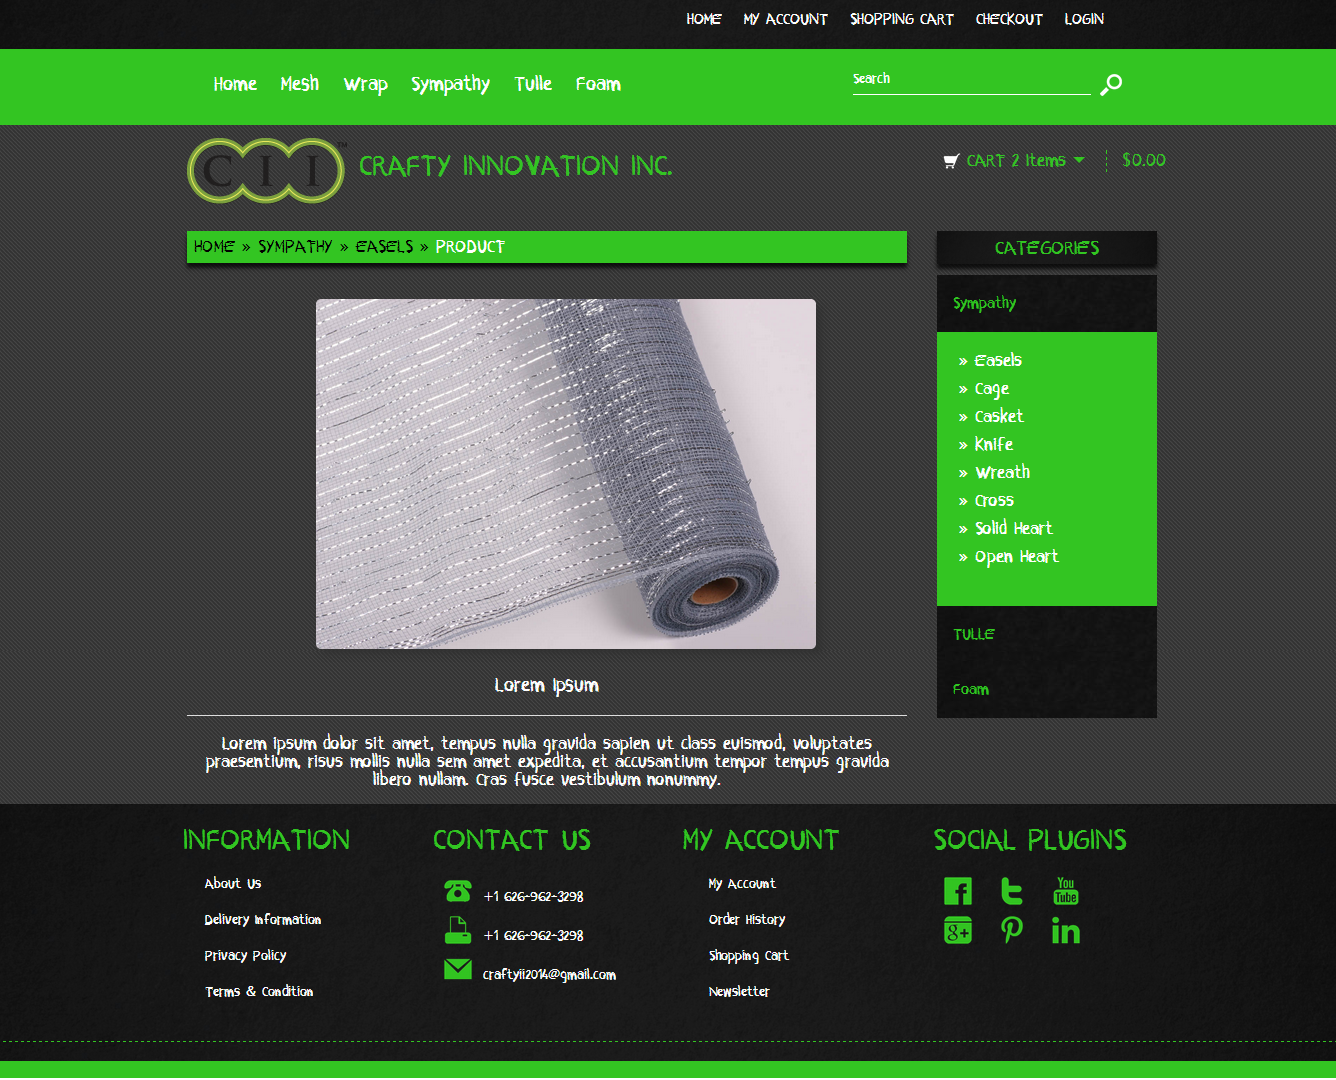 HOME MY ACCOUNT SHOPPING CART CHECKOUT LOGIN
Home Mesh Wrap Sympathy Tulle Foam Search
CII™ CRAFTY INNOVATION INC. CART 2 Items $0.00
HOME » SYMPATHY » EASELS » PRODUCT
CATEGORIES
Sympathy
» Easels
» Cage
» Casket
» Knife
» Wreath
» Cross
» Solid Heart
» Open Heart
TULLE
Foam
Lorem Ipsum
Lorem ipsum dolor sit amet, tempus nulla gravida sapien ut class euismod, voluptates
praesentium, risus mollis nulla sem amet expedita, et accusantium tempor tempus gravida
libero nullam. Cras fusce vestibulum nonummy.
INFORMATION
About Us
Delivery Information
Privacy Policy
Terms & Condition
CONTACT US
+1 626-962-3298
+1 626-962-3298
craftyii2014@gmail.com
MY ACCOUNT
My Account
Order History
Shopping Cart
Newsletter
SOCIAL PLUGINS
You
Tube
g+
in